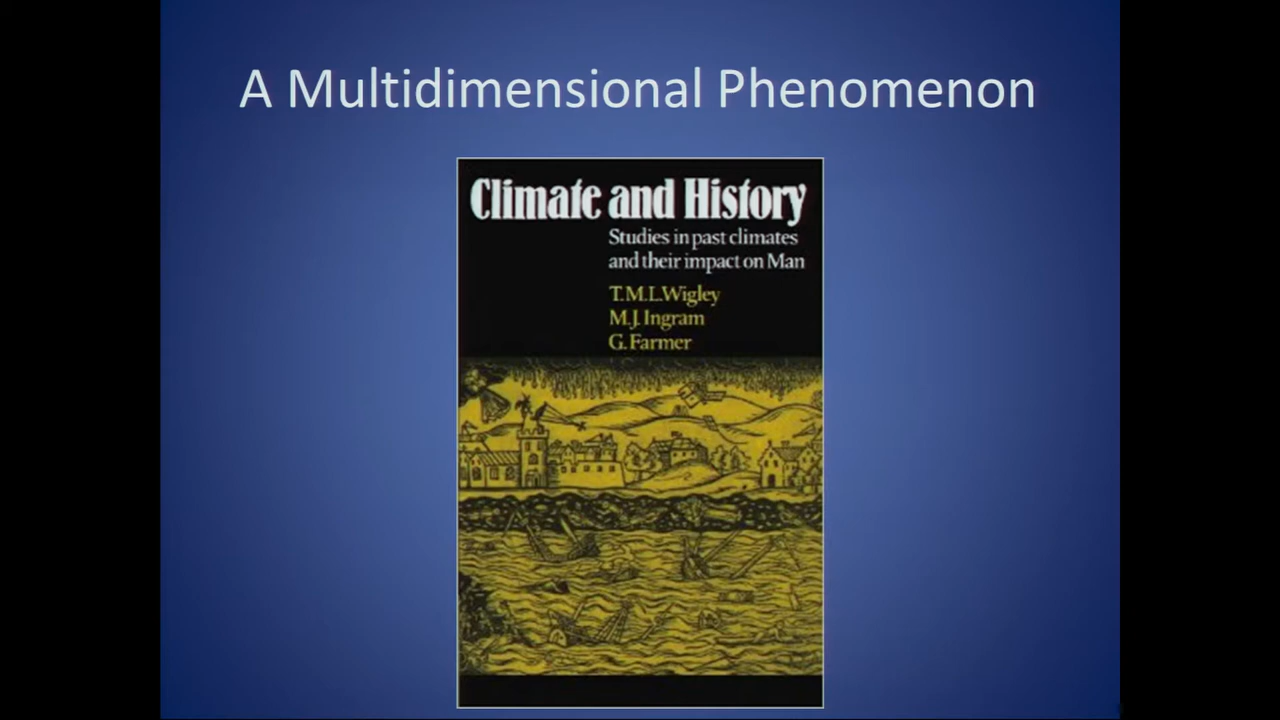 A Multidimensional Phenomenon
Climate and History
Studies in past climates
and their impact on Man
T.M.L.Wigley
M.J.Ingram
G.Farmer